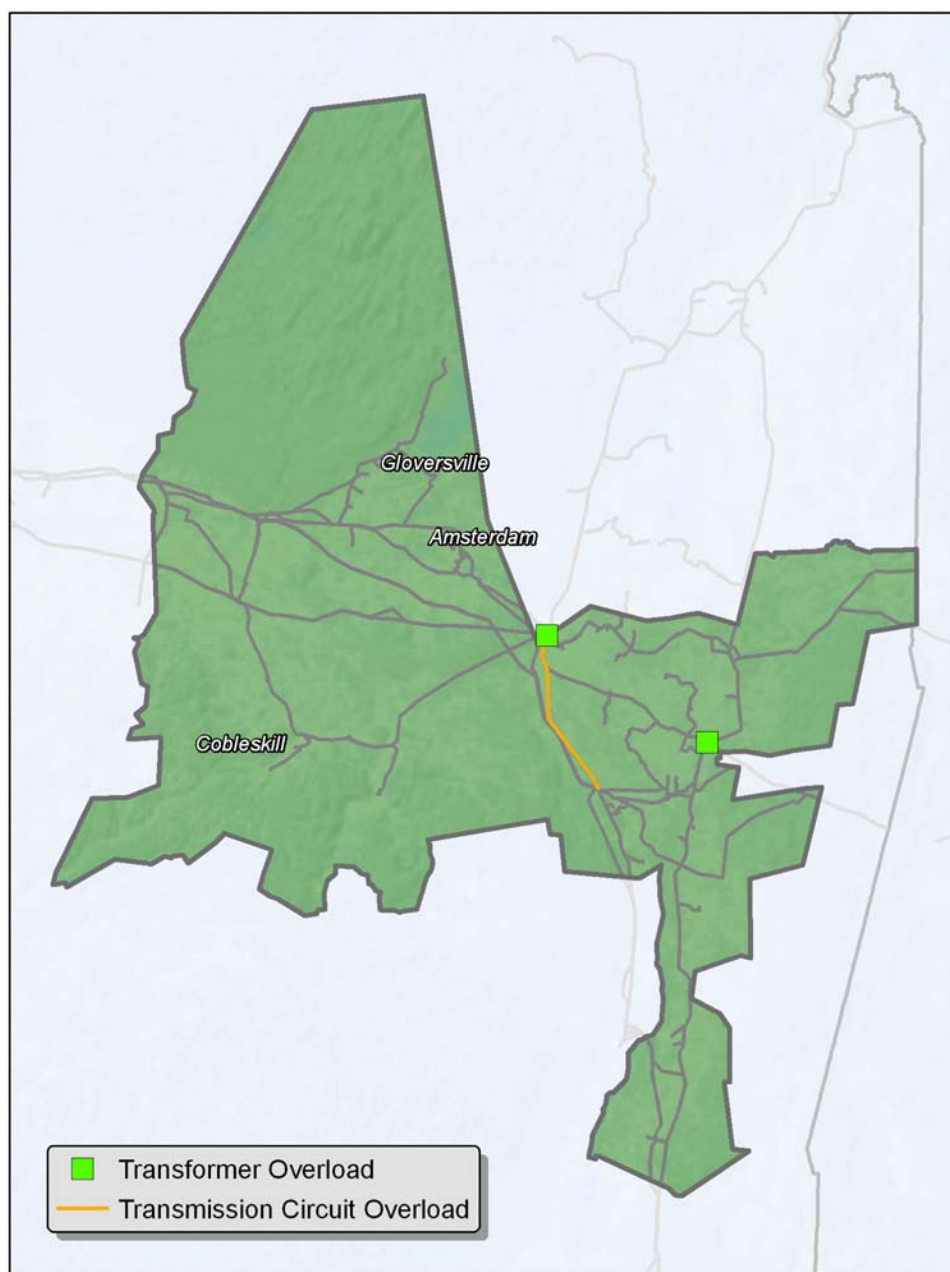 Gloversville
Amsterdam
Cobleskill
Transformer Overload
Transmission Circuit Overload